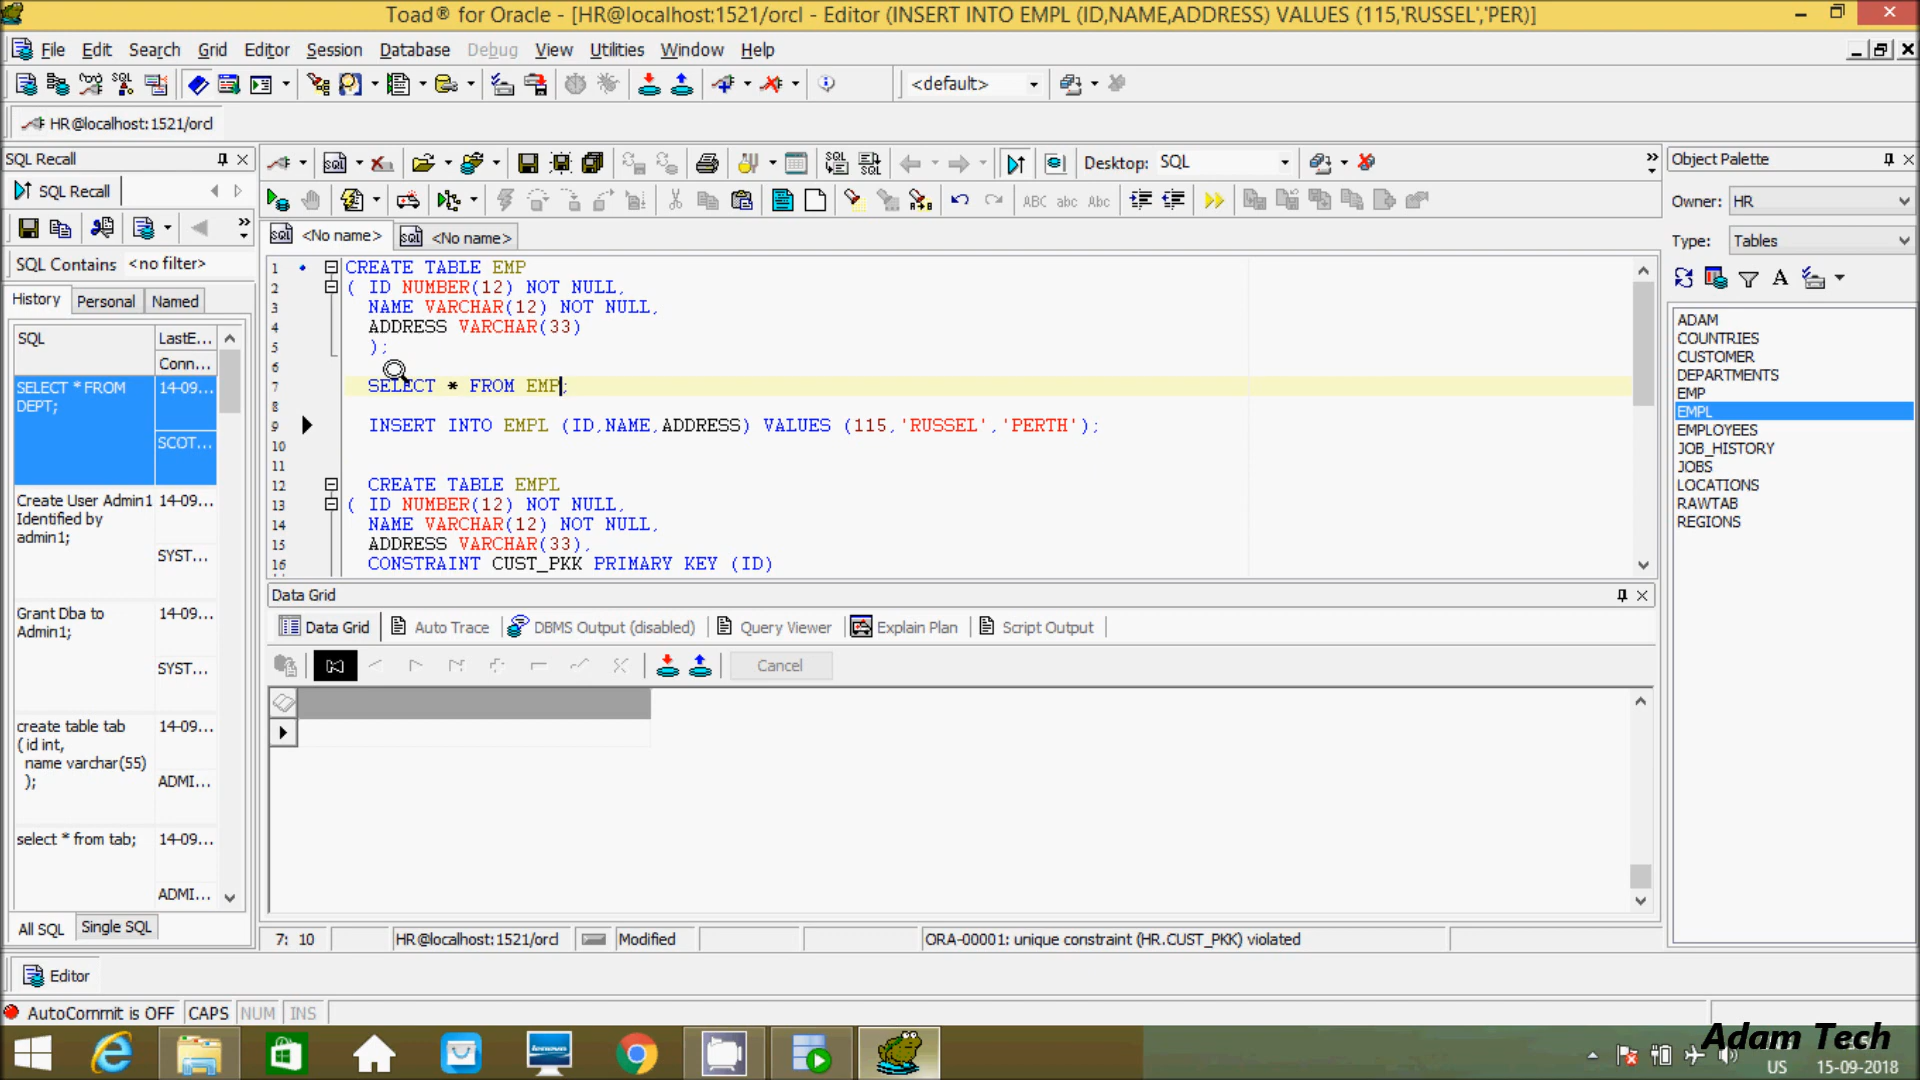 Toad® for Oracle - [HR@localhost:1521/orcl - Editor (INSERT INTO EMPL (ID,NAME,ADDRESS) VALUES (115,'RUSSEL','PER)]
File Edit Search Grid Editor Session Database Debug View Utilities Window Help
SQL
<default>
HR@localhost:1521/orcl
SQL Recall
SQL Recall
SQL Contains <no filter>
History Personal Named
SQL LastE...
Conn...
SELECT * FROM DEPT; 14-09...
SCOT...
Create User Admin1 Identified by admin1; 14-09...
SYST...
Grant Dba to Admin1; 14-09...
SYST...
create table tab ( id int, name varchar(55) ); 14-09...
ADMI...
select * from tab; 14-09...
ADMI...
All SQL Single SQL
SQL SQL SQL Desktop: SQL
ABC abc Abc
SQL <No name> SQL <No name>
1 CREATE TABLE EMP
2 ( ID NUMBER(12) NOT NULL,
3 NAME VARCHAR(12) NOT NULL,
4 ADDRESS VARCHAR(33)
5 );
6
7 SELECT * FROM EMP;
8
9 INSERT INTO EMPL (ID,NAME,ADDRESS) VALUES (115,'RUSSEL','PERTH');
10
11
12 CREATE TABLE EMPL
13 ( ID NUMBER(12) NOT NULL,
14 NAME VARCHAR(12) NOT NULL,
15 ADDRESS VARCHAR(33),
16 CONSTRAINT CUST_PKK PRIMARY KEY (ID)
Data Grid
Data Grid Auto Trace DBMS Output (disabled) Query Viewer Explain Plan Script Output
Cancel
7: 10 HR@localhost:1521/orcl Modified ORA-00001: unique constraint (HR.CUST_PKK) violated
Object Palette
Owner: HR
Type: Tables
A
ADAM
COUNTRIES
CUSTOMER
DEPARTMENTS
EMP
EMPL
EMPLOYEES
JOB_HISTORY
JOBS
LOCATIONS
RAWTAB
REGIONS
Editor
AutoCommit is OFF CAPS NUM INS
Adam Tech
US 15-09-2018